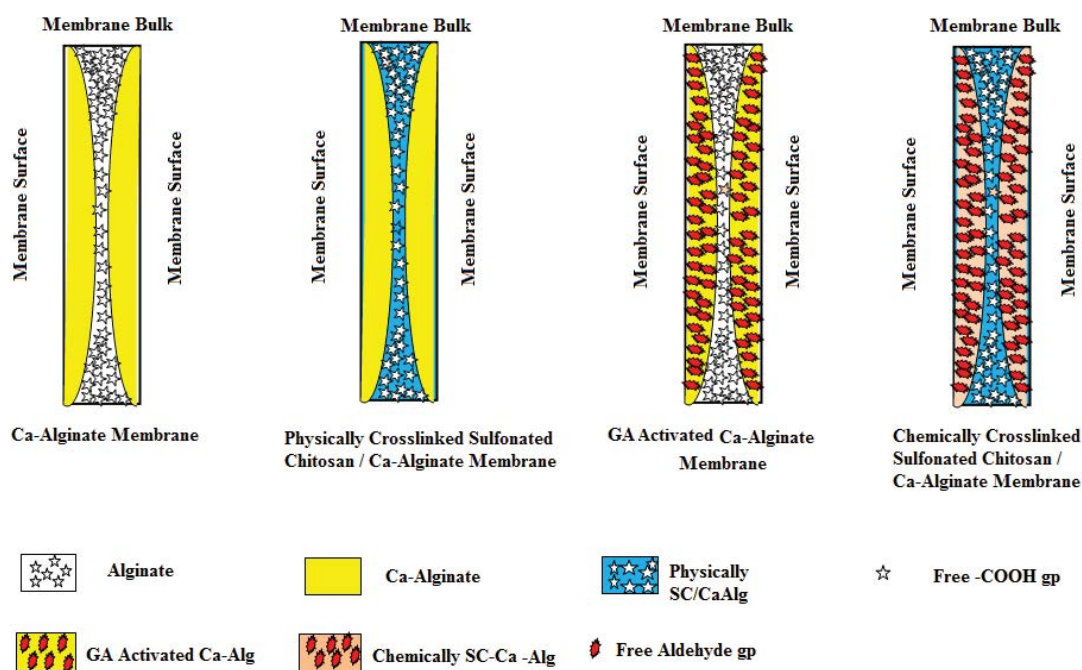 Membrane Bulk
Membrane Bulk
Membrane Bulk
Membrane Bulk
Membrane Surface
Membrane Surface
Membrane Surface
Membrane Surface
Membrane Surface
Membrane Surface
Membrane Surface
Membrane Surface
Ca-Alginate Membrane
Physically Crosslinked Sulfonated
Chitosan / Ca-Alginate Membrane
GA Activated Ca-Alginate
Membrane
Chemically Crosslinked
Sulfonated Chitosan /
Ca-Alginate Membrane
Alginate
Ca-Alginate
Physically
SC/CaAlg
Free -COOH gp
GA Activated Ca-Alg
Chemically SC-Ca -Alg
Free Aldehyde gp